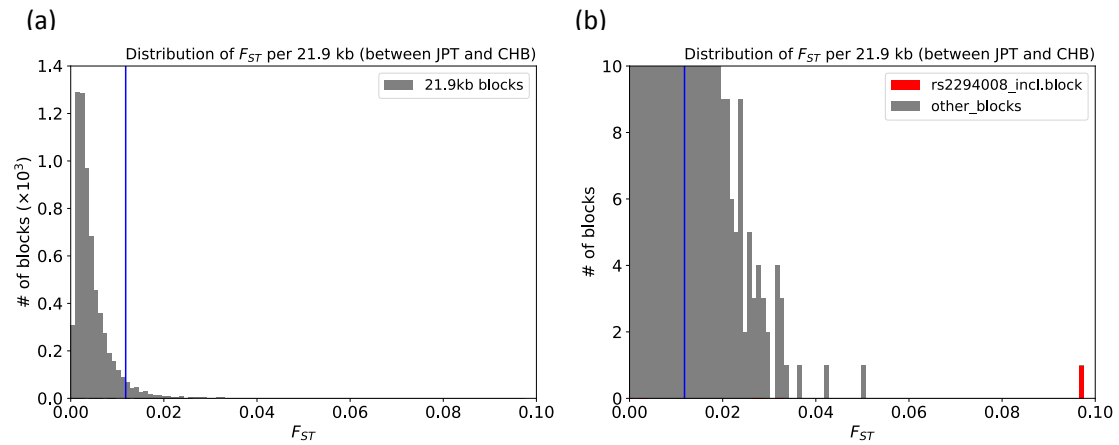 (a)
Distribution of F_ST per 21.9 kb (between JPT and CHB)
21.9kb blocks
# of blocks (×10³)
1.4
1.2
1.0
0.8
0.6
0.4
0.2
0.0
0.00 0.02 0.04 0.06 0.08 0.10
F_ST
(b)
Distribution of F_ST per 21.9 kb (between JPT and CHB)
rs2294008_incl.block
other_blocks
# of blocks
10
8
6
4
2
0
0.00 0.02 0.04 0.06 0.08 0.10
F_ST